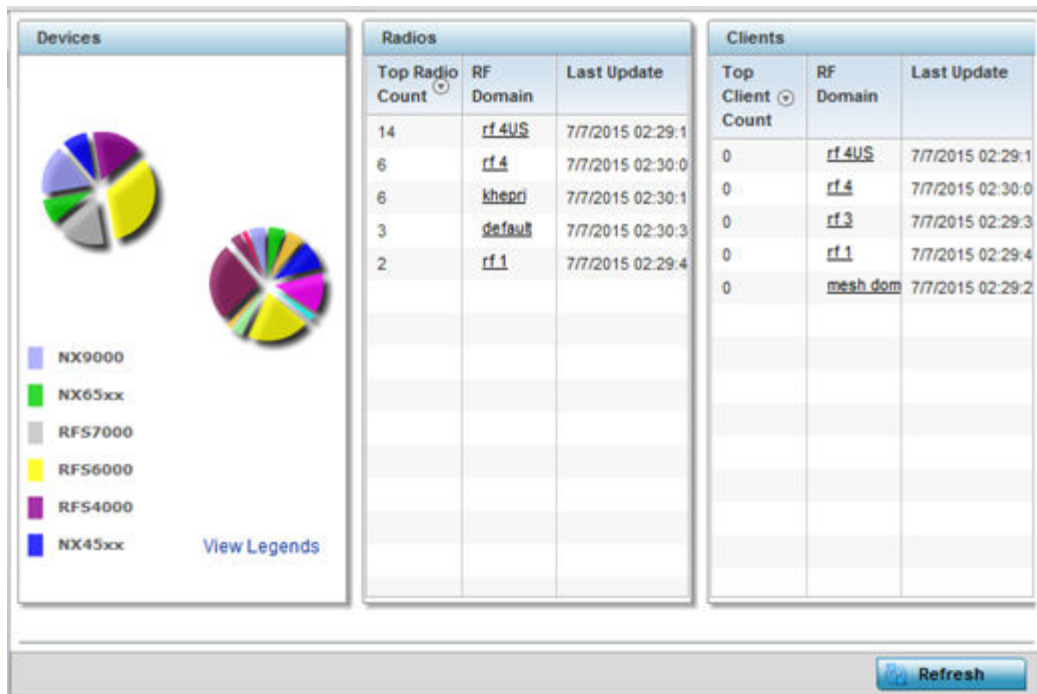 Devices
NX9000
NX65xx
RFS7000
RFS6000
RFS4000
NX45xx
View Legends
Radios
Top Radio Count RF Domain Last Update
14 rf 4US 7/7/2015 02:29:1
6 rf 4 7/7/2015 02:30:0
6 khepri 7/7/2015 02:30:1
3 default 7/7/2015 02:30:3
2 rf 1 7/7/2015 02:29:4
Clients
Top Client Count RF Domain Last Update
0 rf 4US 7/7/2015 02:29:1
0 rf 4 7/7/2015 02:30:0
0 rf 3 7/7/2015 02:29:3
0 rf 1 7/7/2015 02:29:4
0 mesh dom 7/7/2015 02:29:2
Refresh